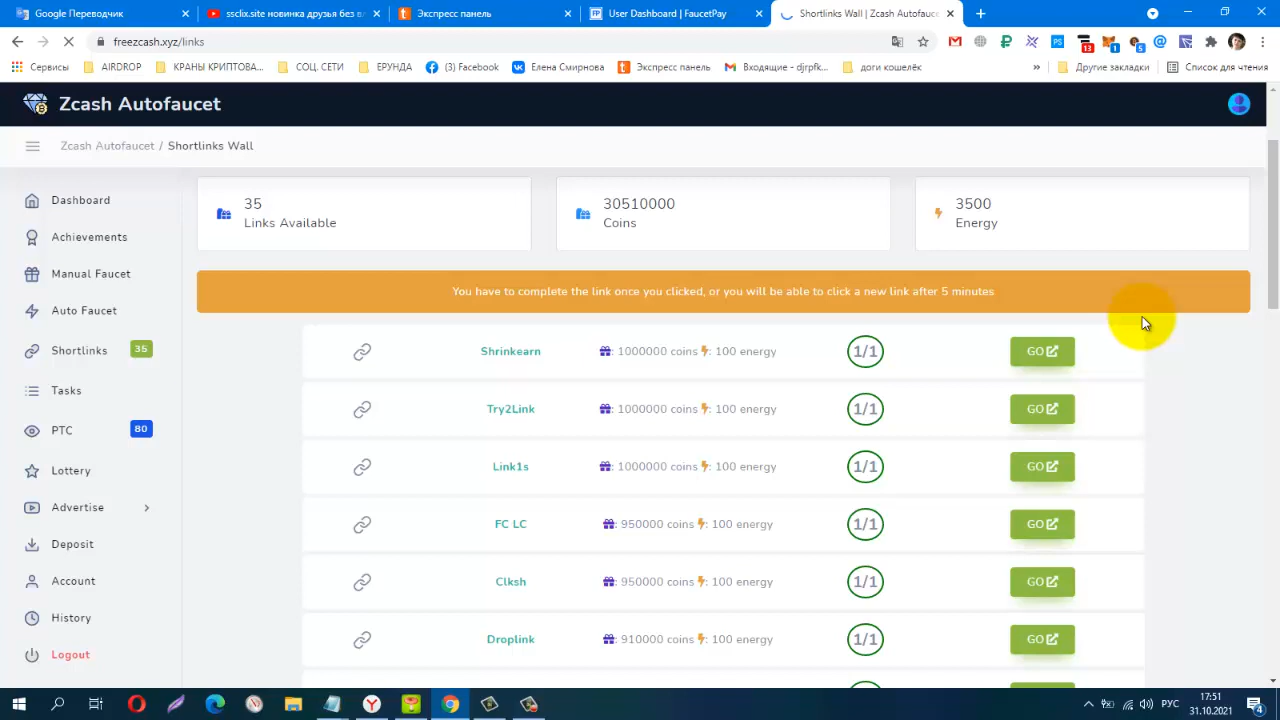 Google Переводчик
ssclix.site новинка друзья без вл
Экспресс панель
User Dashboard | FaucetPay
Shortlinks Wall | Zcash Autofauce
freezcash.xyz/links
13
1
5
Сервисы
AIRDROP
КРАНЫ КРИПТОВА...
СОЦ. СЕТИ
ЕРУНДА
(3) Facebook
Елена Смирнова
Экспресс панель
Входящие - djrpfk...
доги кошелёк
»
Другие закладки
Список для чтения
Zcash Autofaucet
Zcash Autofaucet / Shortlinks Wall
Dashboard
Achievements
Manual Faucet
Auto Faucet
Shortlinks 35
Tasks
PTC 80
Lottery
Advertise
Deposit
Account
History
Logout
35
Links Available
30510000
Coins
3500
Energy
You have to complete the link once you clicked, or you will be able to click a new link after 5 minutes
Shrinkearn : 1000000 coins : 100 energy 1/1 GO
Try2Link : 1000000 coins : 100 energy 1/1 GO
Link1s : 1000000 coins : 100 energy 1/1 GO
FC LC : 950000 coins : 100 energy 1/1 GO
Clksh : 950000 coins : 100 energy 1/1 GO
Droplink : 910000 coins : 100 energy 1/1 GO
РУС
17:51
31.10.2021
4